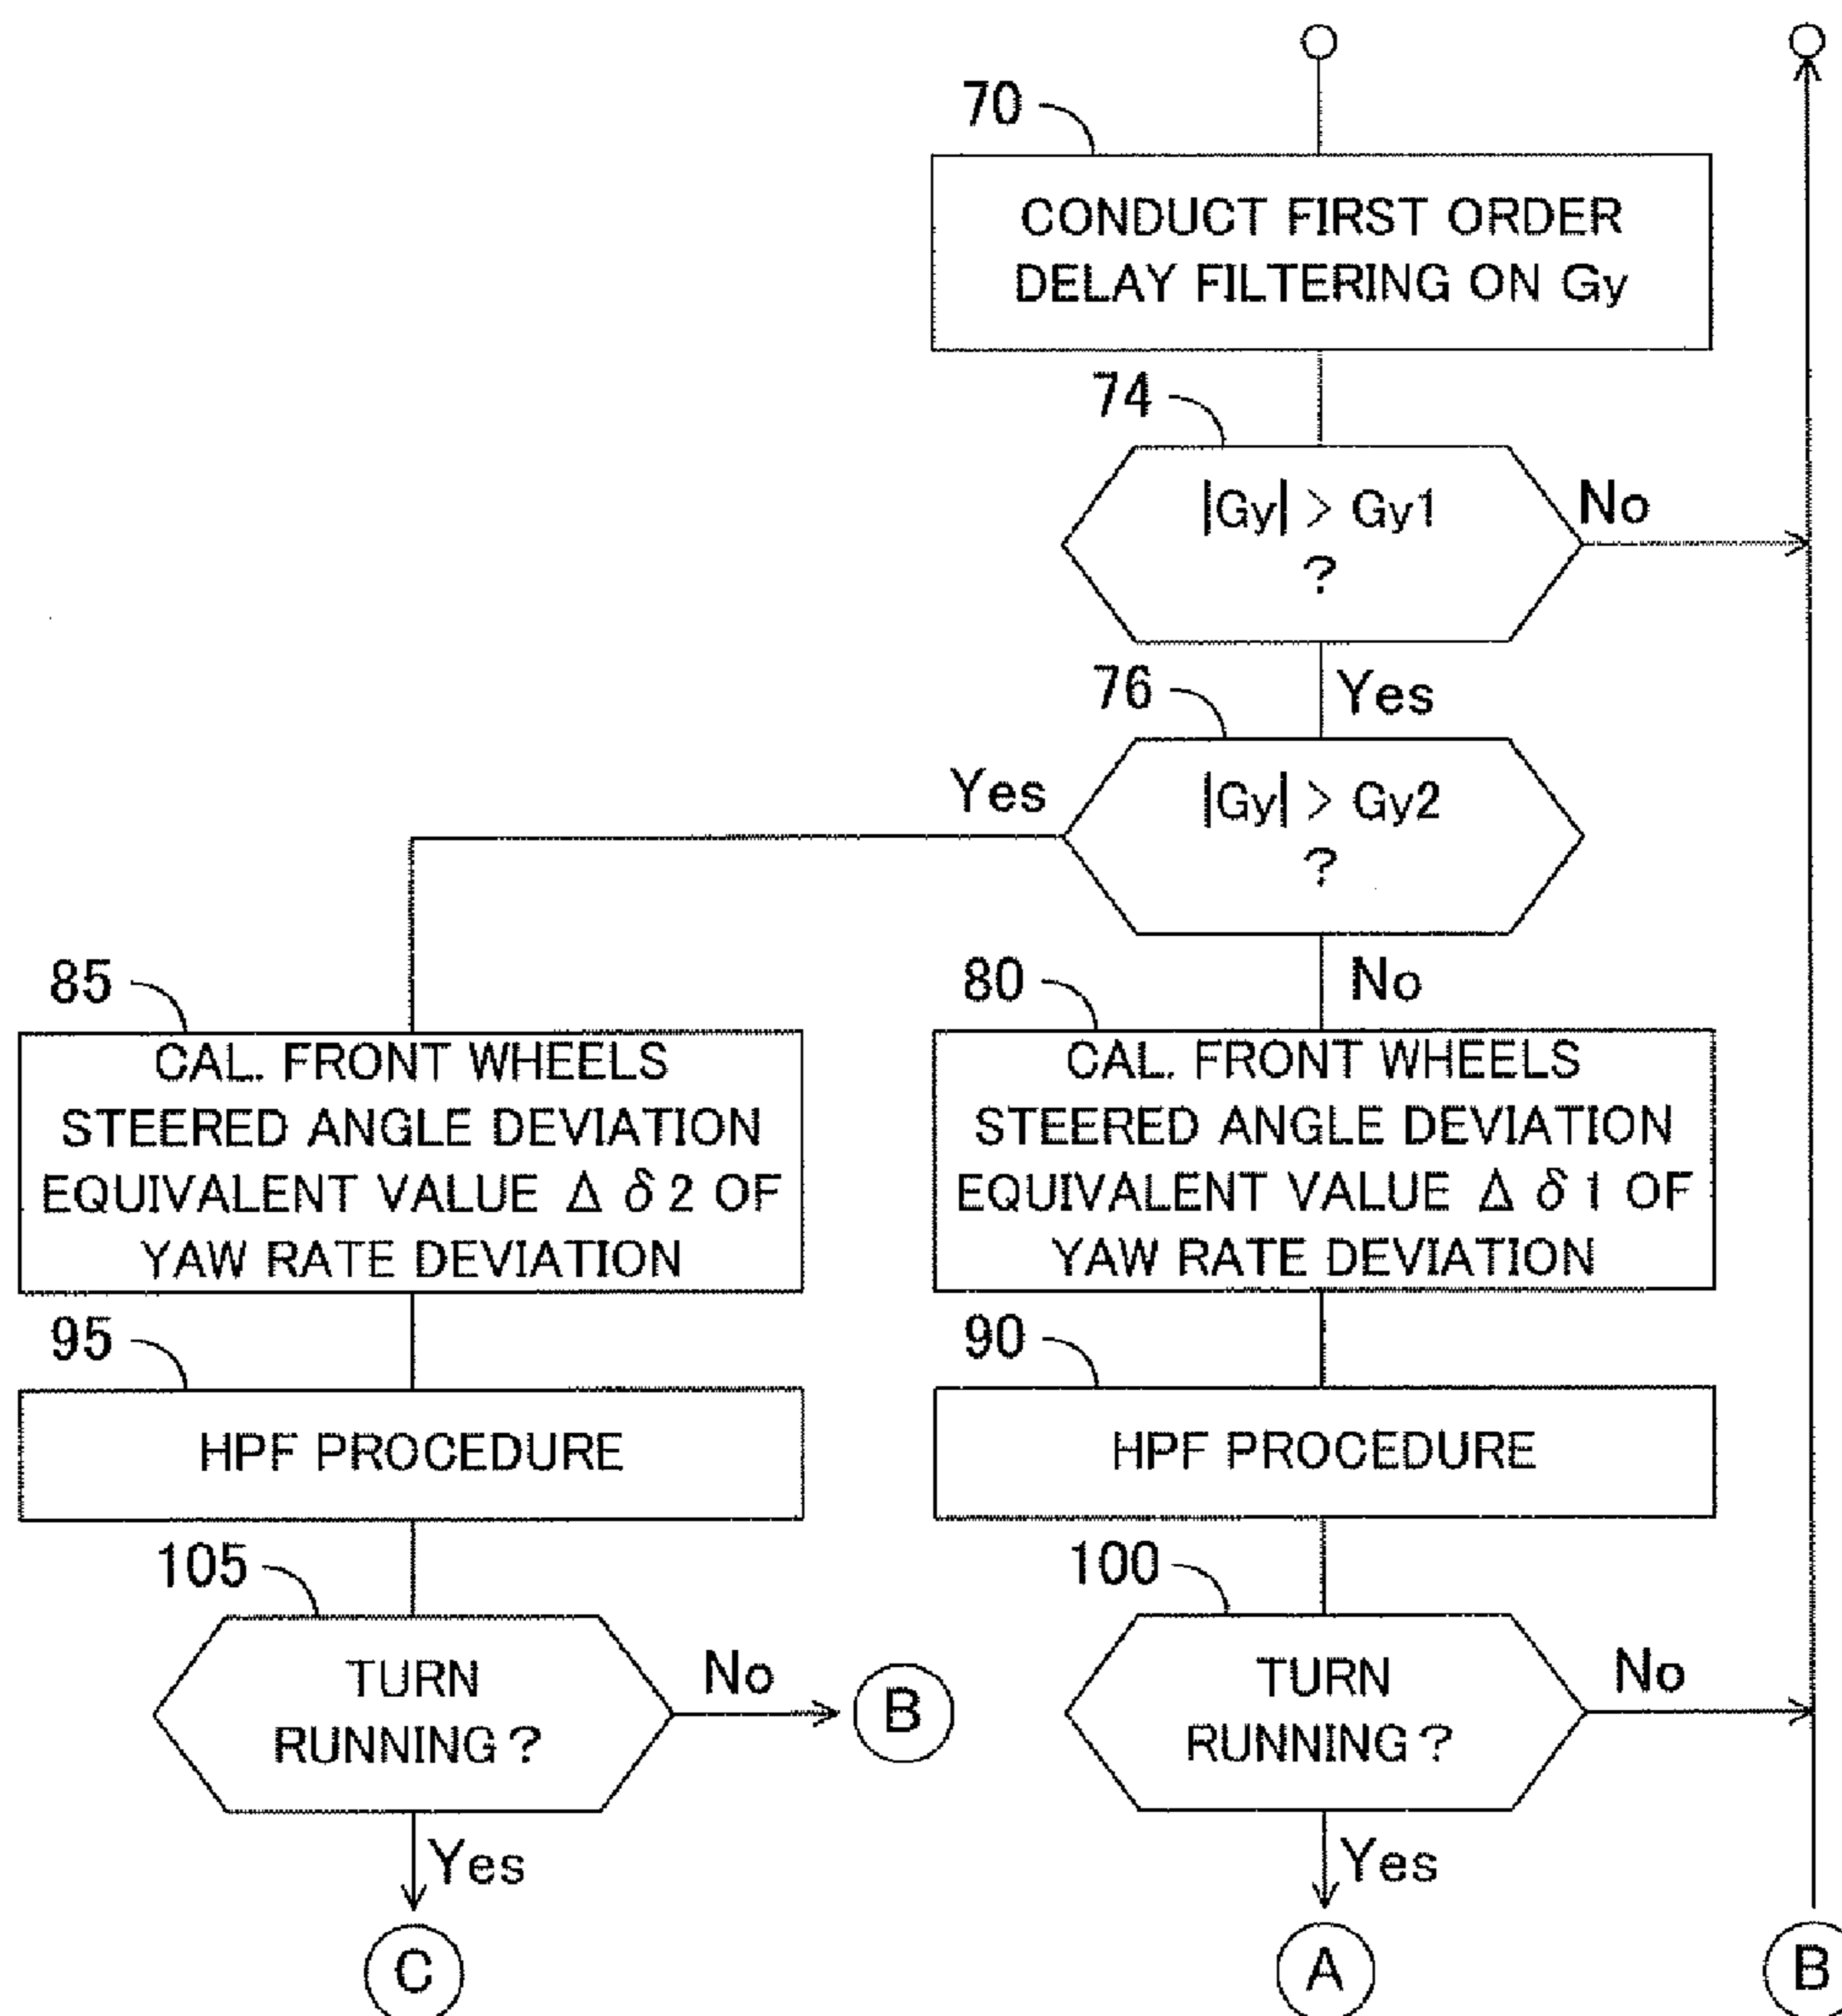 70
CONDUCT FIRST ORDER
DELAY FILTERING ON Gy
74
|Gy| > Gy1
?
No
Yes
76
|Gy| > Gy2
?
Yes
No
85
CAL. FRONT WHEELS
STEERED ANGLE DEVIATION
EQUIVALENT VALUE Δ δ 2 OF
YAW RATE DEVIATION
80
CAL. FRONT WHEELS
STEERED ANGLE DEVIATION
EQUIVALENT VALUE Δ δ 1 OF
YAW RATE DEVIATION
95
HPF PROCEDURE
90
HPF PROCEDURE
105
TURN
RUNNING ?
No
B
Yes
C
100
TURN
RUNNING ?
No
Yes
A
B